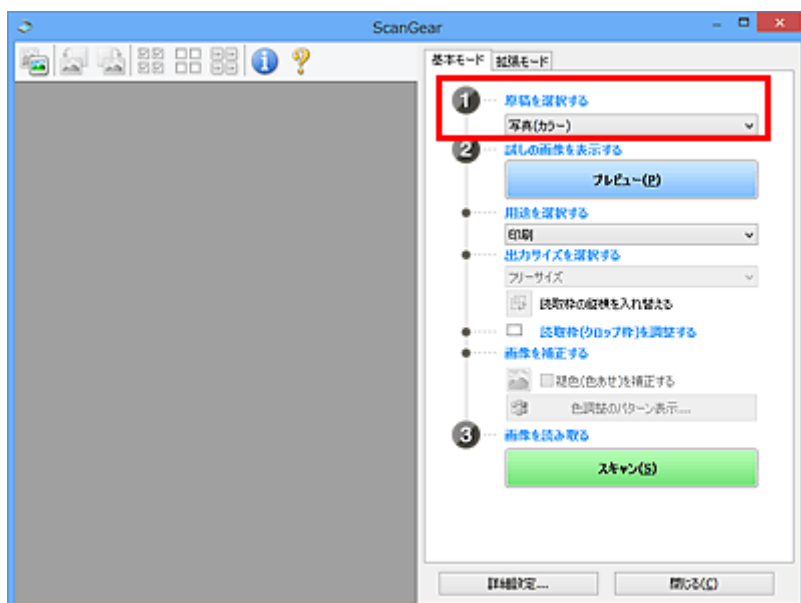 ScanGear
基本モード 拡張モード
1 原稿を選択する
写真(カラー)
2 試しの画像を表示する
プレビュー(P)
用途を選択する
印刷
出力サイズを選択する
フリーサイズ
読取枠の縦横を入れ替える
読取枠(クロップ枠)を調整する
画像を補正する
褪色(色あせ)を補正する
色調整のパターン表示...
3 画像を読み取る
スキャン(S)
詳細設定... 閉じる(C)